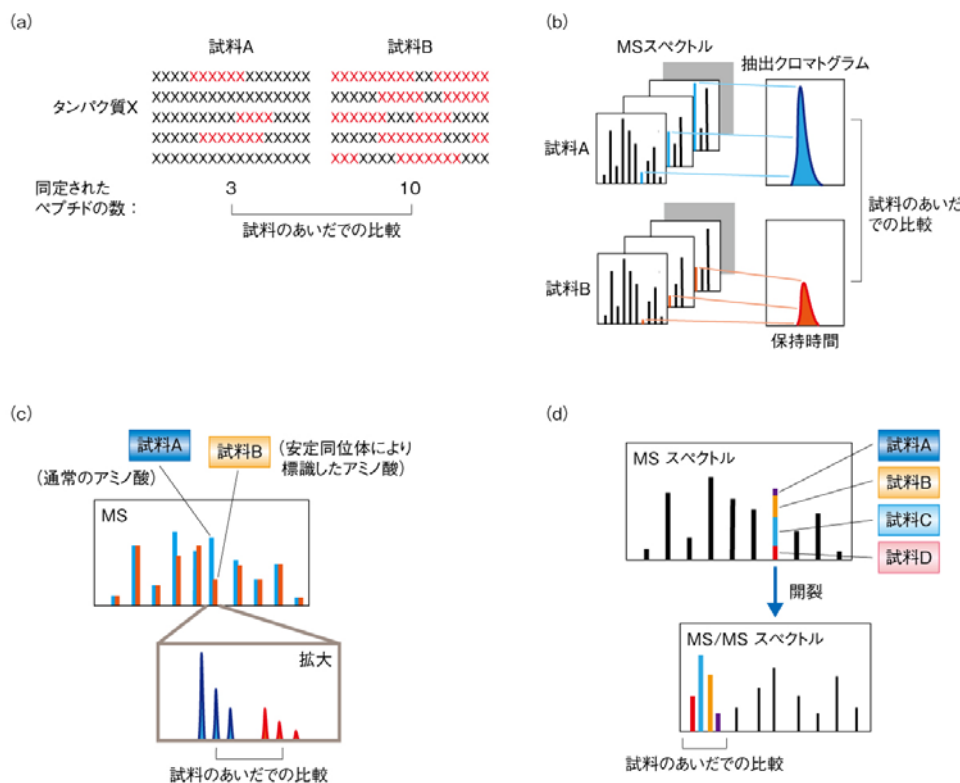 (a)
試料A
試料B
タンパク質X
XXXXXXXXXXXXXXXXX
XXXXXXXXXXXXXXXXX
XXXXXXXXXXXXXXXXX
XXXXXXXXXXXXXXXXX
XXXXXXXXXXXXXXXXX
XXXXXXXXXXXXXXXXX
XXXXXXXXXXXXXXXXX
XXXXXXXXXXXXXXXXX
XXXXXXXXXXXXXXXXX
XXXXXXXXXXXXXXXXX
同定された
ペプチドの数:
3
10
試料のあいだでの比較
(b)
MSスペクトル
抽出クロマトグラム
試料A
試料B
試料のあいだ
での比較
保持時間
(c)
試料A
(通常のアミノ酸)
試料B
(安定同位体により
標識したアミノ酸)
MS
拡大
試料のあいだでの比較
(d)
MS スペクトル
試料A
試料B
試料C
試料D
開裂
MS/MS スペクトル
試料のあいだでの比較